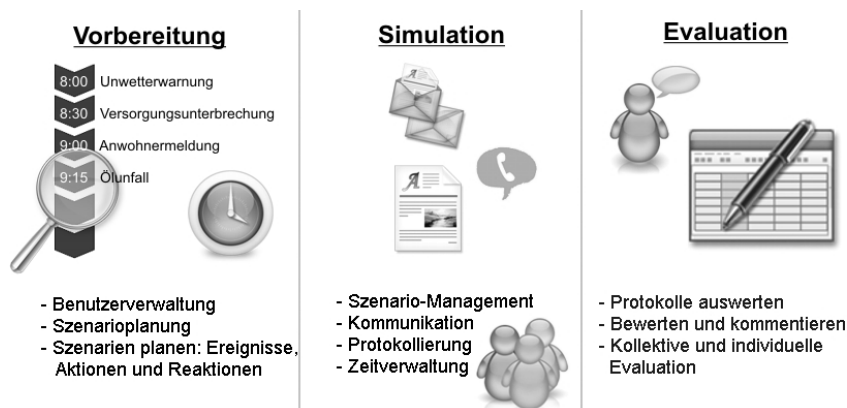 Vorbereitung
8:00 Unwetterwarnung
8:30 Versorgungsunterbrechung
9:00 Anwohnermeldung
9:15 Ölunfall
- Benutzerverwaltung
- Szenarioplanung
- Szenarien planen: Ereignisse,
Aktionen und Reaktionen
Simulation
A
A
- Szenario-Management
- Kommunikation
- Protokollierung
- Zeitverwaltung
Evaluation
- Protokolle auswerten
- Bewerten und kommentieren
- Kollektive und individuelle
Evaluation